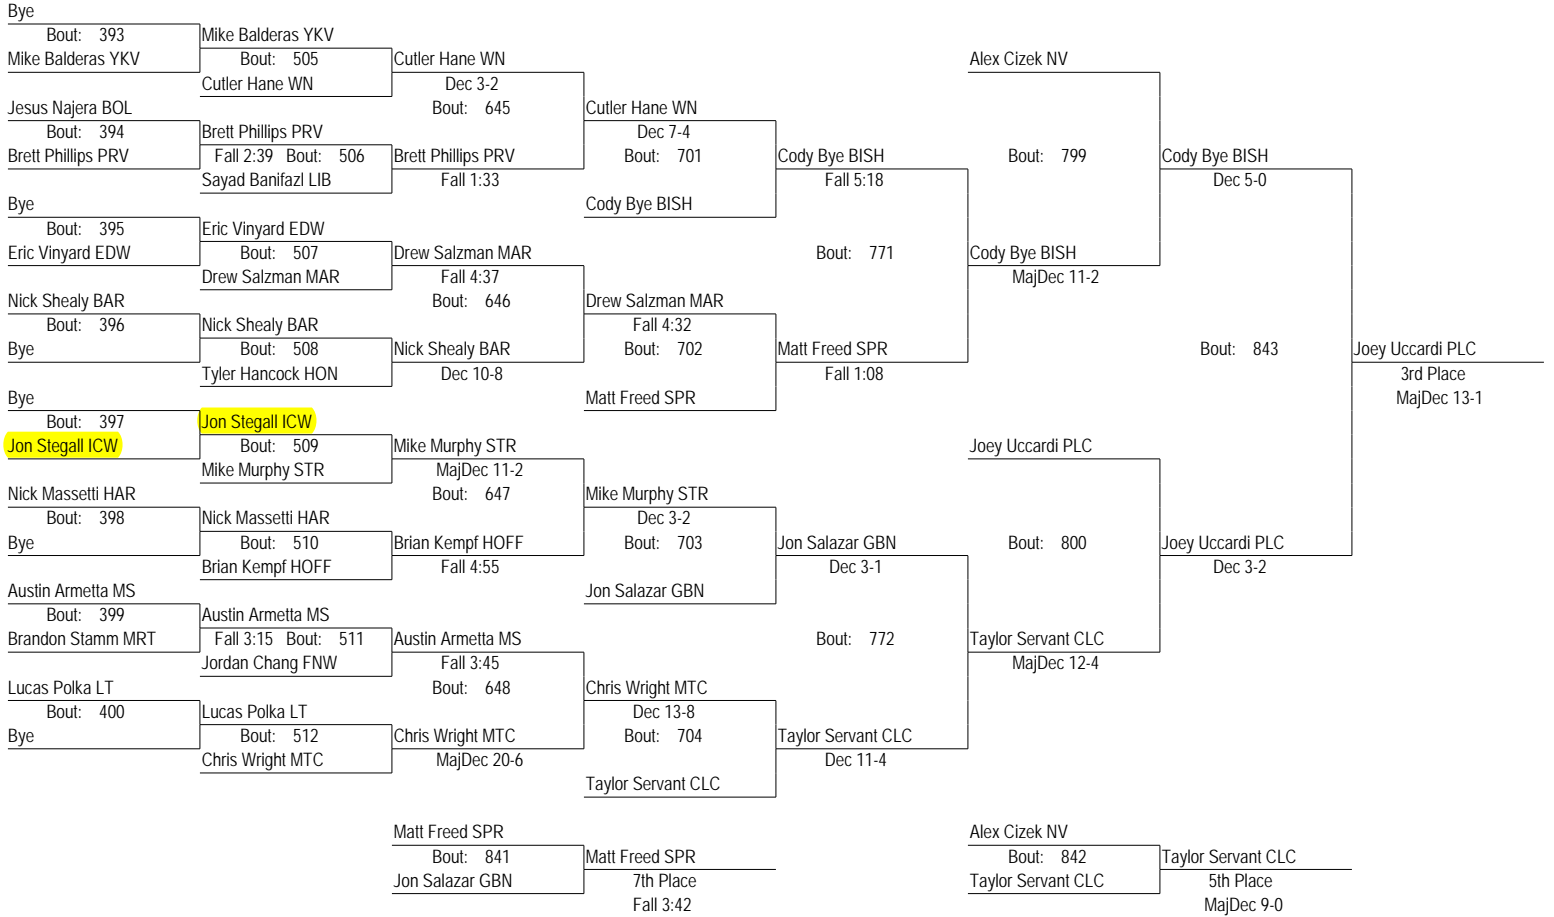 Bye
Bout: 393
Mike Balderas YKV
Jesus Najera BOL
Bout: 394
Brett Phillips PRV
Bye
Bout: 395
Eric Vinyard EDW
Nick Shealy BAR
Bout: 396
Bye
Bye
Bout: 397
Jon Stegall ICW
Nick Massetti HAR
Bout: 398
Bye
Austin Armetta MS
Bout: 399
Brandon Stamm MRT
Lucas Polka LT
Bout: 400
Bye
Mike Balderas YKV
Bout: 505
Cutler Hane WN
Brett Phillips PRV
Fall 2:39 Bout: 506
Sayad Banifazl LIB
Eric Vinyard EDW
Bout: 507
Drew Salzman MAR
Nick Shealy BAR
Bout: 508
Tyler Hancock HON
Jon Stegall ICW
Bout: 509
Mike Murphy STR
Nick Massetti HAR
Bout: 510
Brian Kempf HOFF
Austin Armetta MS
Fall 3:15 Bout: 511
Jordan Chang FNW
Lucas Polka LT
Bout: 512
Chris Wright MTC
Cutler Hane WN
Dec 3-2
Bout: 645
Brett Phillips PRV
Fall 1:33
Drew Salzman MAR
Fall 4:37
Bout: 646
Nick Shealy BAR
Dec 10-8
Mike Murphy STR
MajDec 11-2
Bout: 647
Brian Kempf HOFF
Fall 4:55
Austin Armetta MS
Fall 3:45
Bout: 648
Chris Wright MTC
MajDec 20-6
Cutler Hane WN
Dec 7-4
Bout: 701
Cody Bye BISH
Drew Salzman MAR
Fall 4:32
Bout: 702
Matt Freed SPR
Mike Murphy STR
Dec 3-2
Bout: 703
Jon Salazar GBN
Chris Wright MTC
Dec 13-8
Bout: 704
Taylor Servant CLC
Cody Bye BISH
Fall 5:18
Bout: 771
Matt Freed SPR
Fall 1:08
Jon Salazar GBN
Dec 3-1
Bout: 772
Taylor Servant CLC
Dec 11-4
Alex Cizek NV
Bout: 799
Cody Bye BISH
MajDec 11-2
Joey Uccardi PLC
Bout: 800
Taylor Servant CLC
MajDec 12-4
Cody Bye BISH
Dec 5-0
Bout: 843
Joey Uccardi PLC
Dec 3-2
Joey Uccardi PLC
3rd Place
MajDec 13-1
Matt Freed SPR
Bout: 841
Jon Salazar GBN
Matt Freed SPR
7th Place
Fall 3:42
Alex Cizek NV
Bout: 842
Taylor Servant CLC
Taylor Servant CLC
5th Place
MajDec 9-0